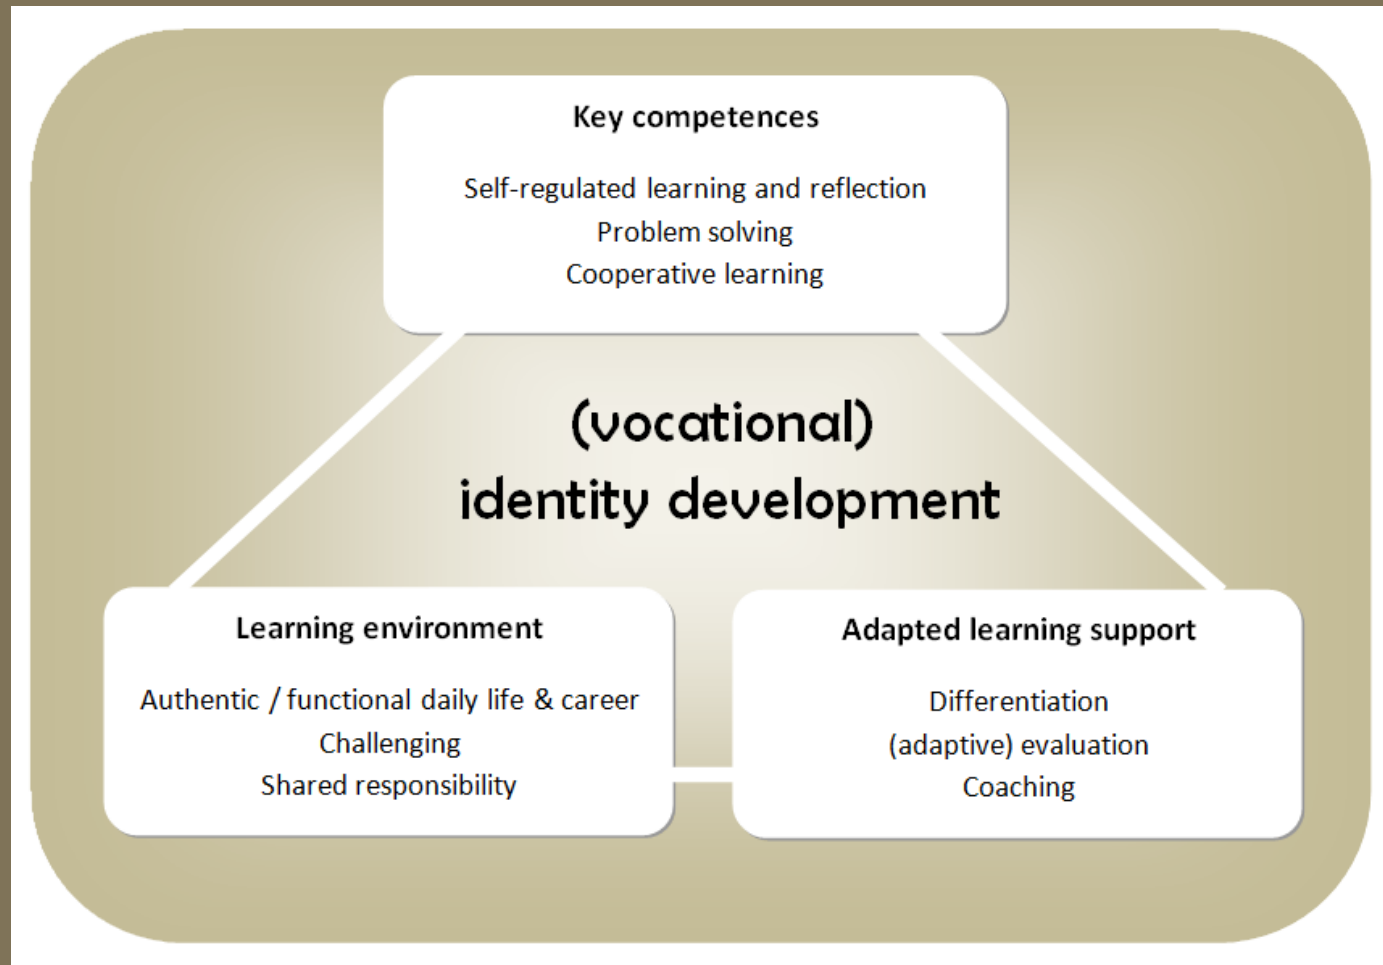 Key competences
Self-regulated learning and reflection
Problem solving
Cooperative learning
(vocational)
identity development
Learning environment
Authentic / functional daily life & career
Challenging
Shared responsibility
Adapted learning support
Differentiation
(adaptive) evaluation
Coaching